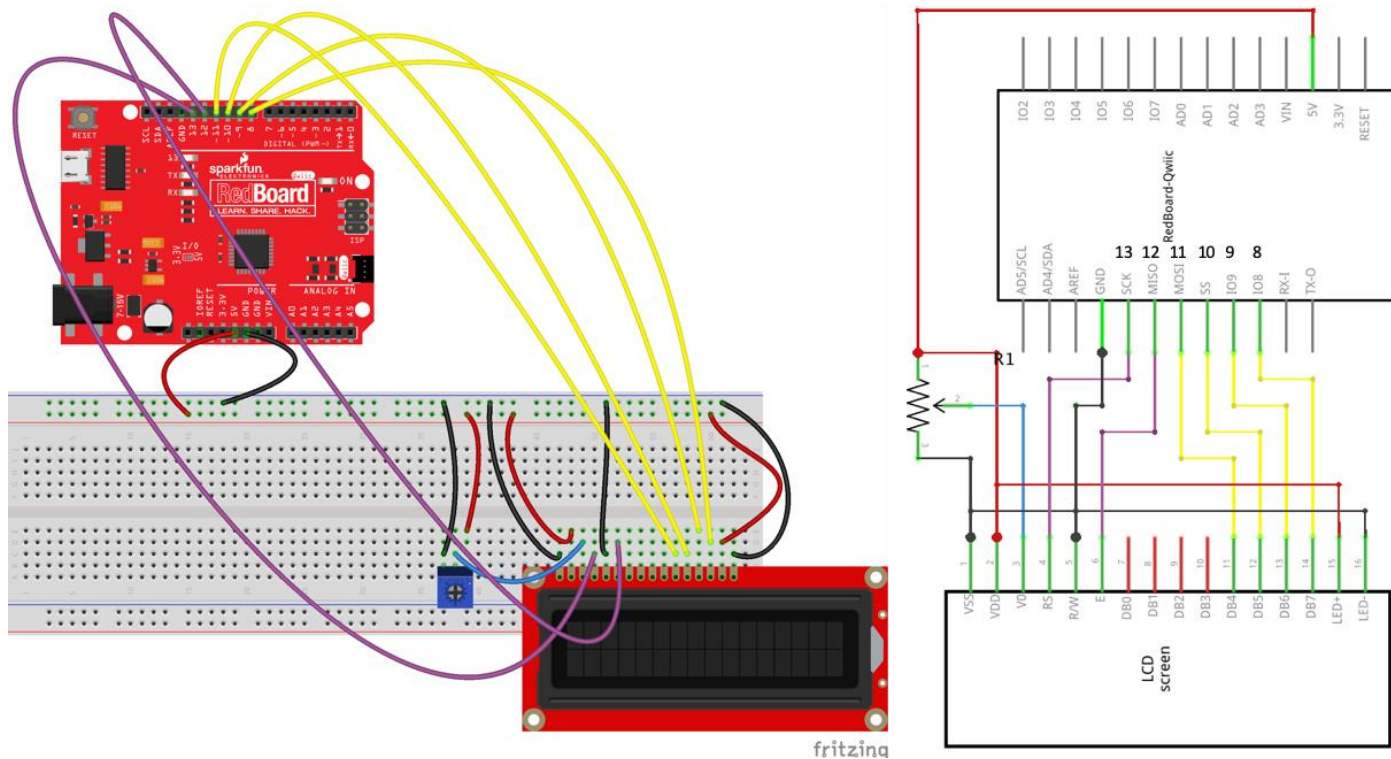 RESET
SCL
SDA
AREF
GND
13
12
~11
~10
~9
8
7
~6
~5
4
~3
2
TX→1
RX←0
DIGITAL (PWM~)
13
TX
RX
sparkfun
ELECTRONICS
Qwiic
ON
RedBoard
LEARN. SHARE. HACK.
ISP
I/O
3.3V
5V
Qwiic
7-15V
POWER
ANALOG IN
IOREF
RESET
3.3V
5V
GND
GND
VIN
A0
A1
A2
A3
A4
A5
fritzing
IO2
IO3
IO4
IO5
IO6
IO7
AD0
AD1
AD2
AD3
VIN
5V
3.3V
RESET
RedBoard-Qwiic
13 12 11 10 9 8
AD5/SCL
AD4/SDA
AREF
GND
SCK
MISO
MOSI
SS
IO9
IO8
RX-I
TX-O
R1
1
2
3
1
2
3
4
5
6
7
8
9
10
11
12
13
14
15
16
VSS
VDD
V0
RS
R/W
E
DB0
DB1
DB2
DB3
DB4
DB5
DB6
DB7
LED+
LED-
LCD
screen